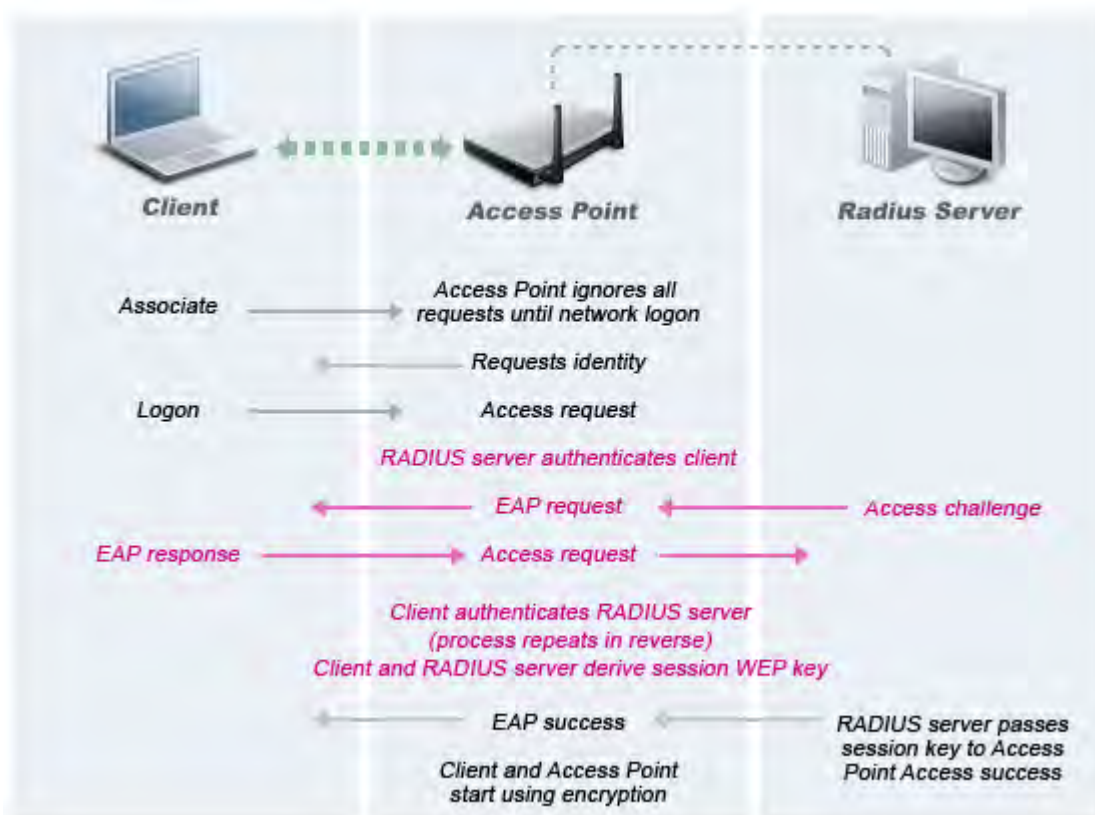 Client
Access Point
Radius Server
Associate
Access Point ignores all
requests until network logon
Requests identity
Logon
Access request
RADIUS server authenticates client
EAP request
Access challenge
EAP response
Access request
Client authenticates RADIUS server
(process repeats in reverse)
Client and RADIUS server derive session WEP key
EAP success
RADIUS server passes
session key to Access
Point Access success
Client and Access Point
start using encryption